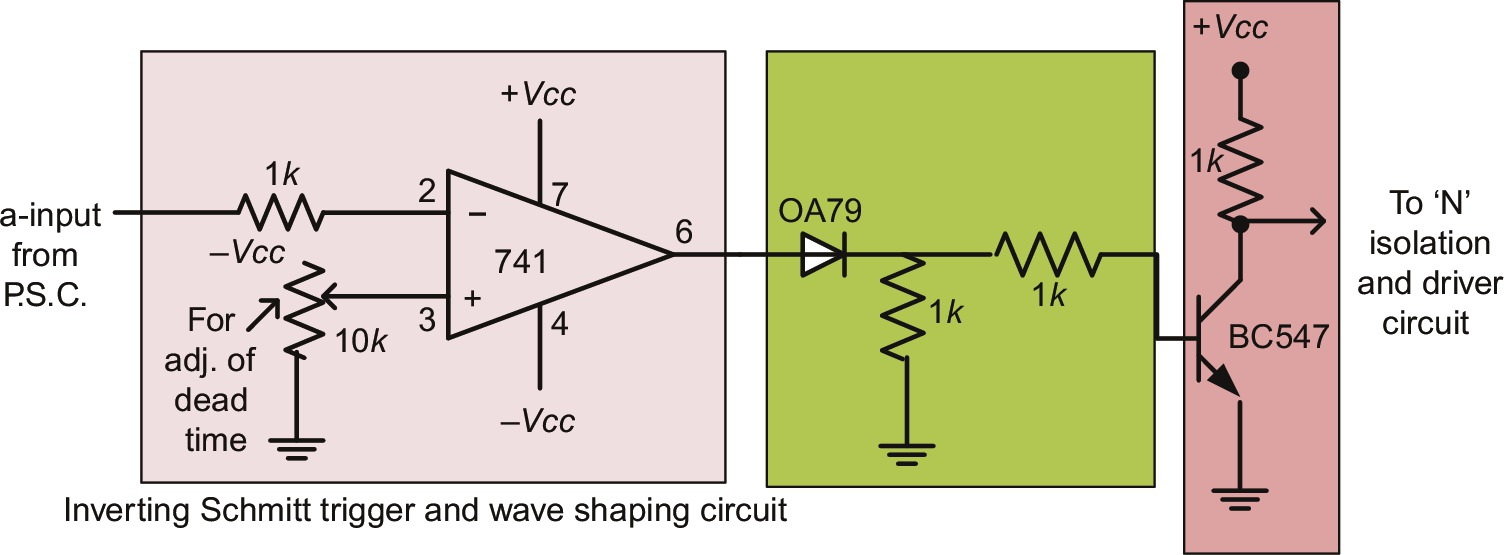 a-input
from
P.S.C.
1k
–Vcc
For
adj. of
dead
time
10k
2
3
–
+
741
+Vcc
7
4
–Vcc
6
OA79
1k
1k
+Vcc
1k
BC547
To ‘N’
isolation
and driver
circuit
Inverting Schmitt trigger and wave shaping circuit